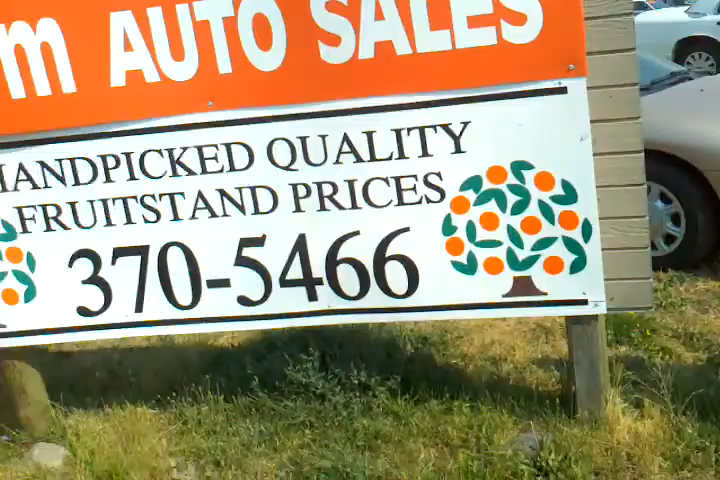 m AUTO SALES
HANDPICKED QUALITY
FRUITSTAND PRICES
370-5466